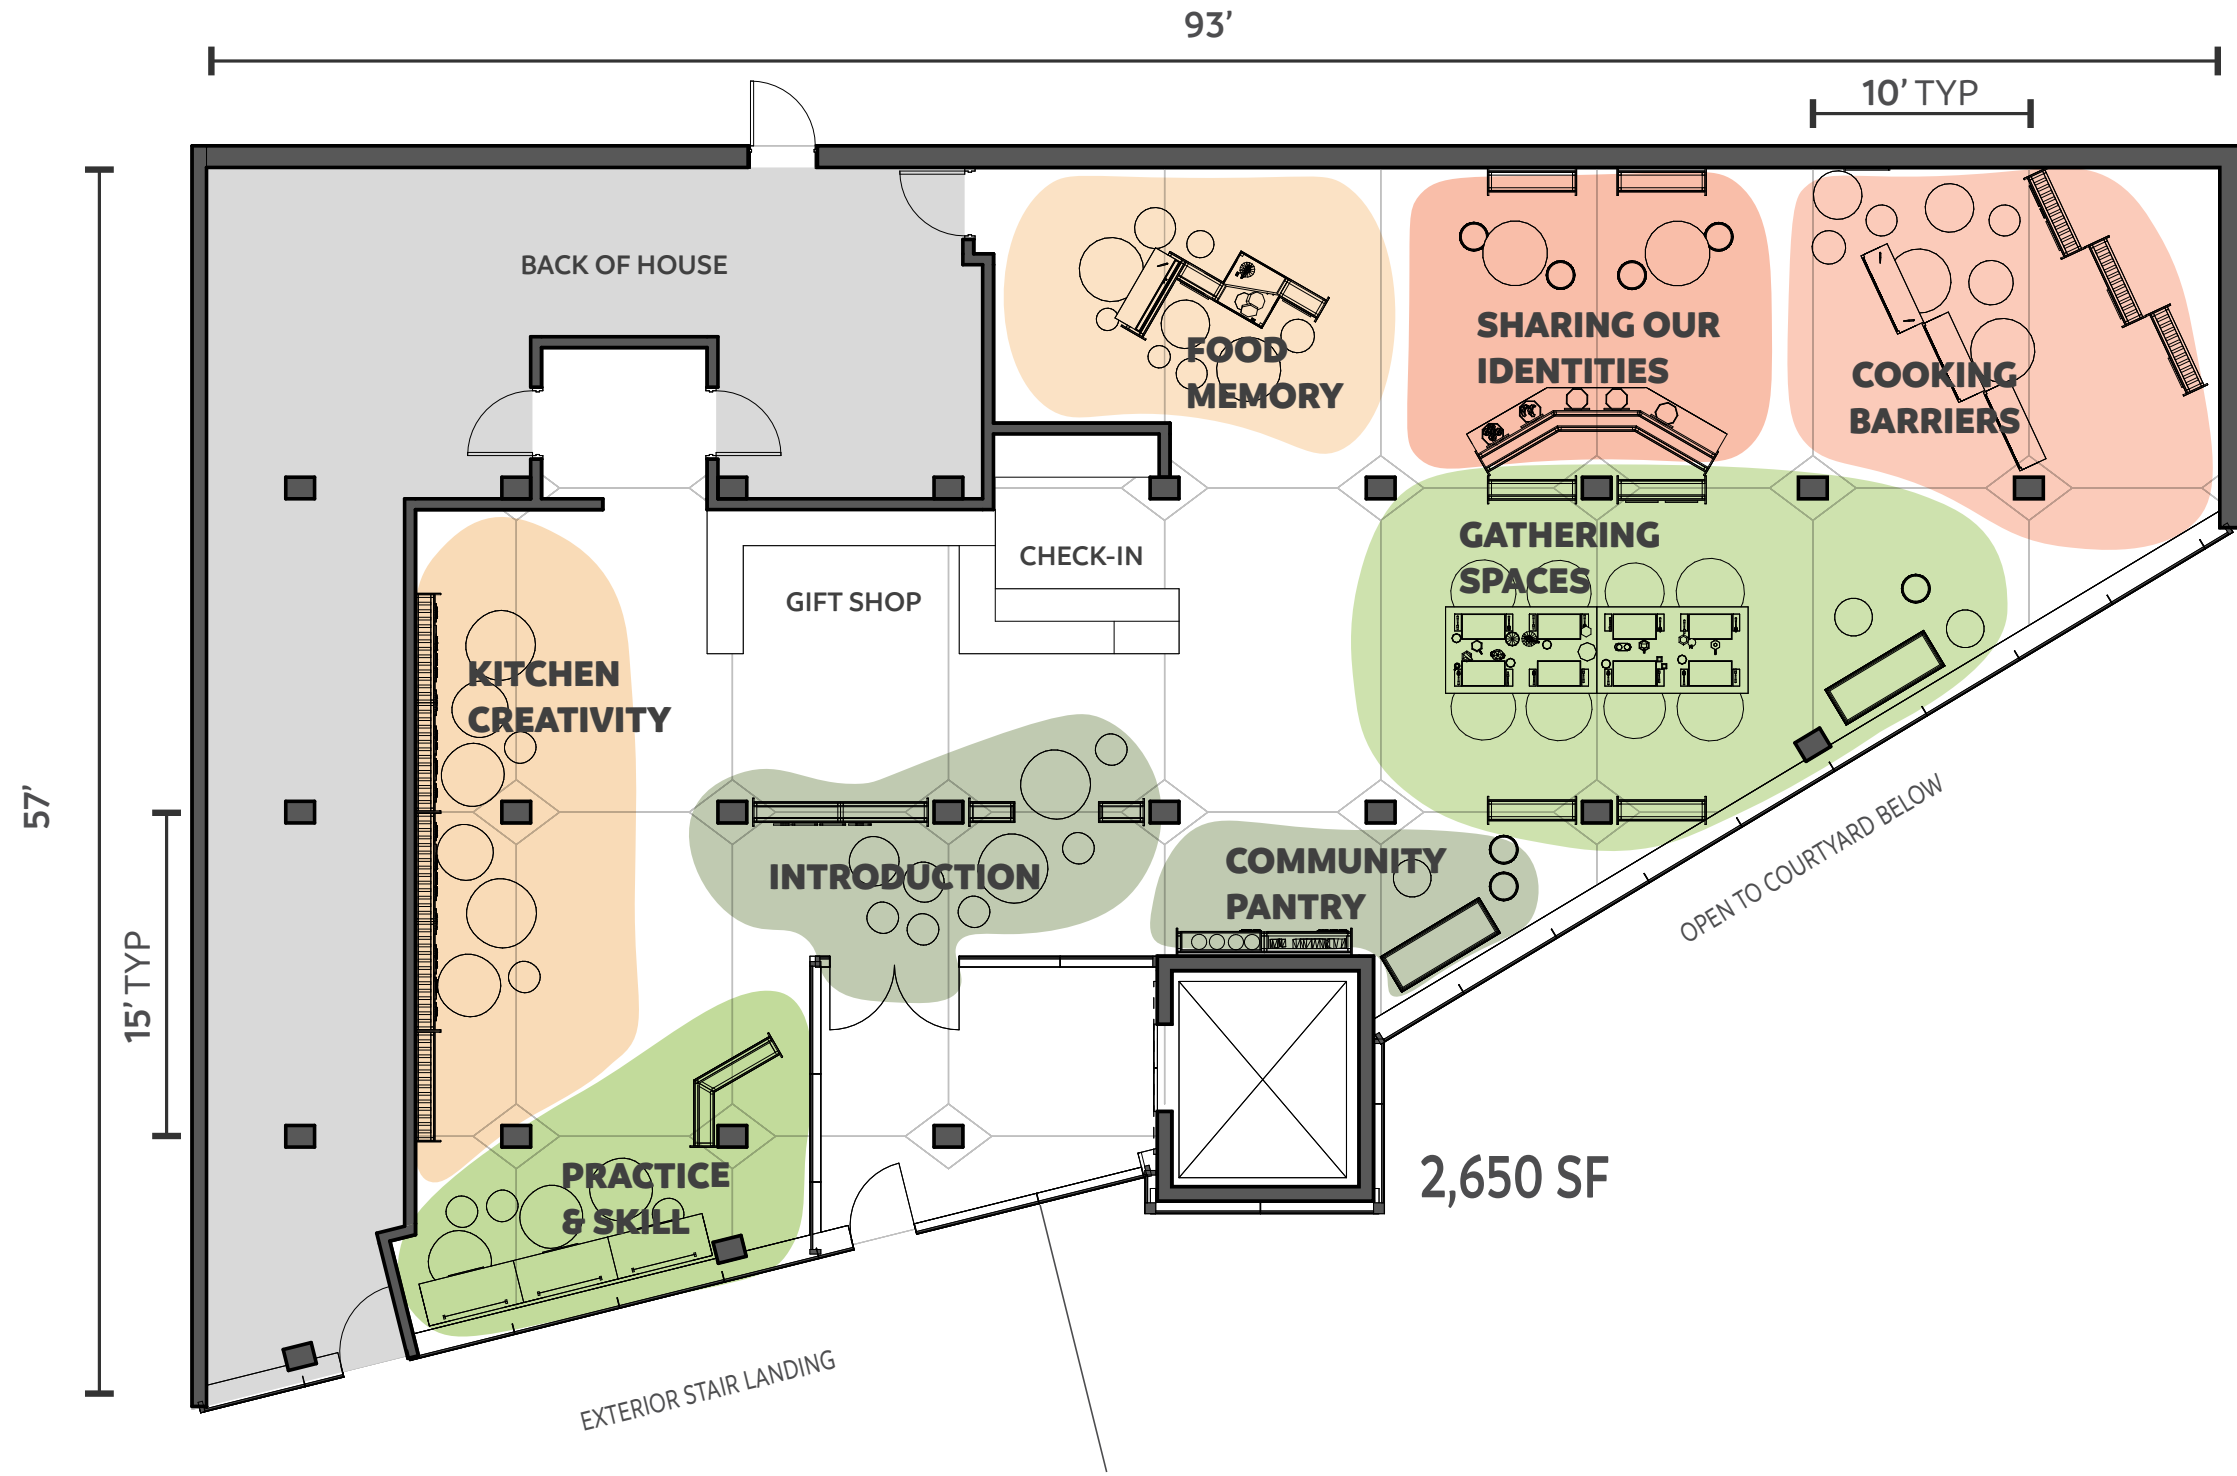 93’
10’ TYP
BACK OF HOUSE
FOOD
MEMORY
SHARING OUR
IDENTITIES
COOKING
BARRIERS
CHECK-IN
GIFT SHOP
GATHERING
SPACES
KITCHEN
CREATIVITY
57’
15’ TYP
INTRODUCTION
COMMUNITY
PANTRY
OPEN TO COURTYARD BELOW
PRACTICE
& SKILL
2,650 SF
EXTERIOR STAIR LANDING